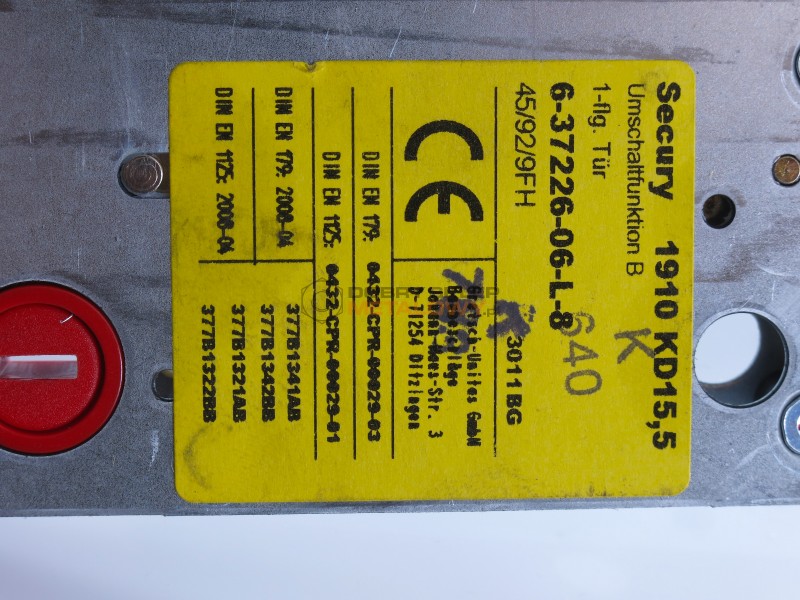 Secury 1910 KD15,5
Umschaltfunktion B
K
6-37226-06-L-8
1-flg. Tür
640
45/92/9FH
3011BG
CE
Gretsch-Unitas GmbH
Baubeschläge
Johann-Maus-Str. 3
D-71254 Ditzingen
DIN EN 179: 0432-CPR-00029-03
DIN EN 1125: 0432-CPR-00029-01
DIN EN 179: 2008-04
377B1341AB
377B1342BB
DIN EN 1125: 2008-04
377B1321AB
377B1322BB